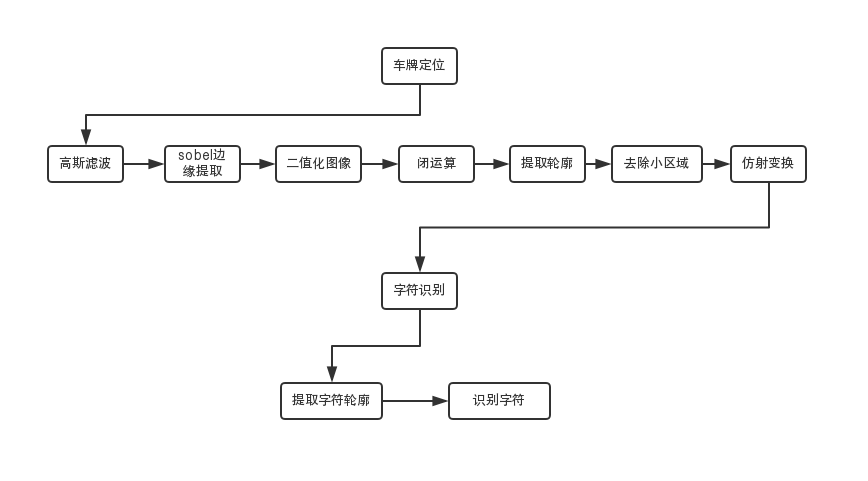 车牌定位
高斯滤波
sobel边
缘提取
二值化图像
闭运算
提取轮廓
去除小区域
仿射变换
字符识别
提取字符轮廓
识别字符